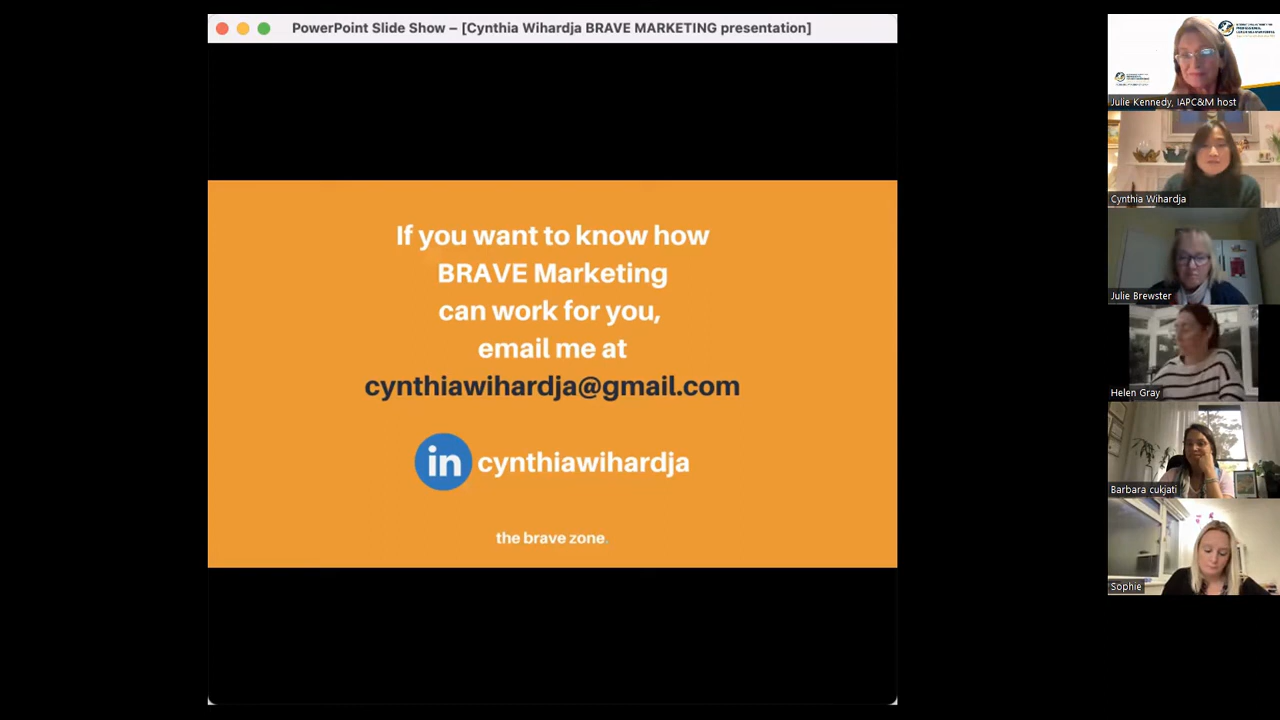 PowerPoint Slide Show – [Cynthia Wihardja BRAVE MARKETING presentation]
If you want to know how
BRAVE Marketing
can work for you,
email me at
cynthiawihardja@gmail.com
in cynthiawihardja
the brave zone.
Julie Kennedy, IAPC&M host
Cynthia Wihardja
Julie Brewster
Helen Gray
Barbara cukjati
Sophie